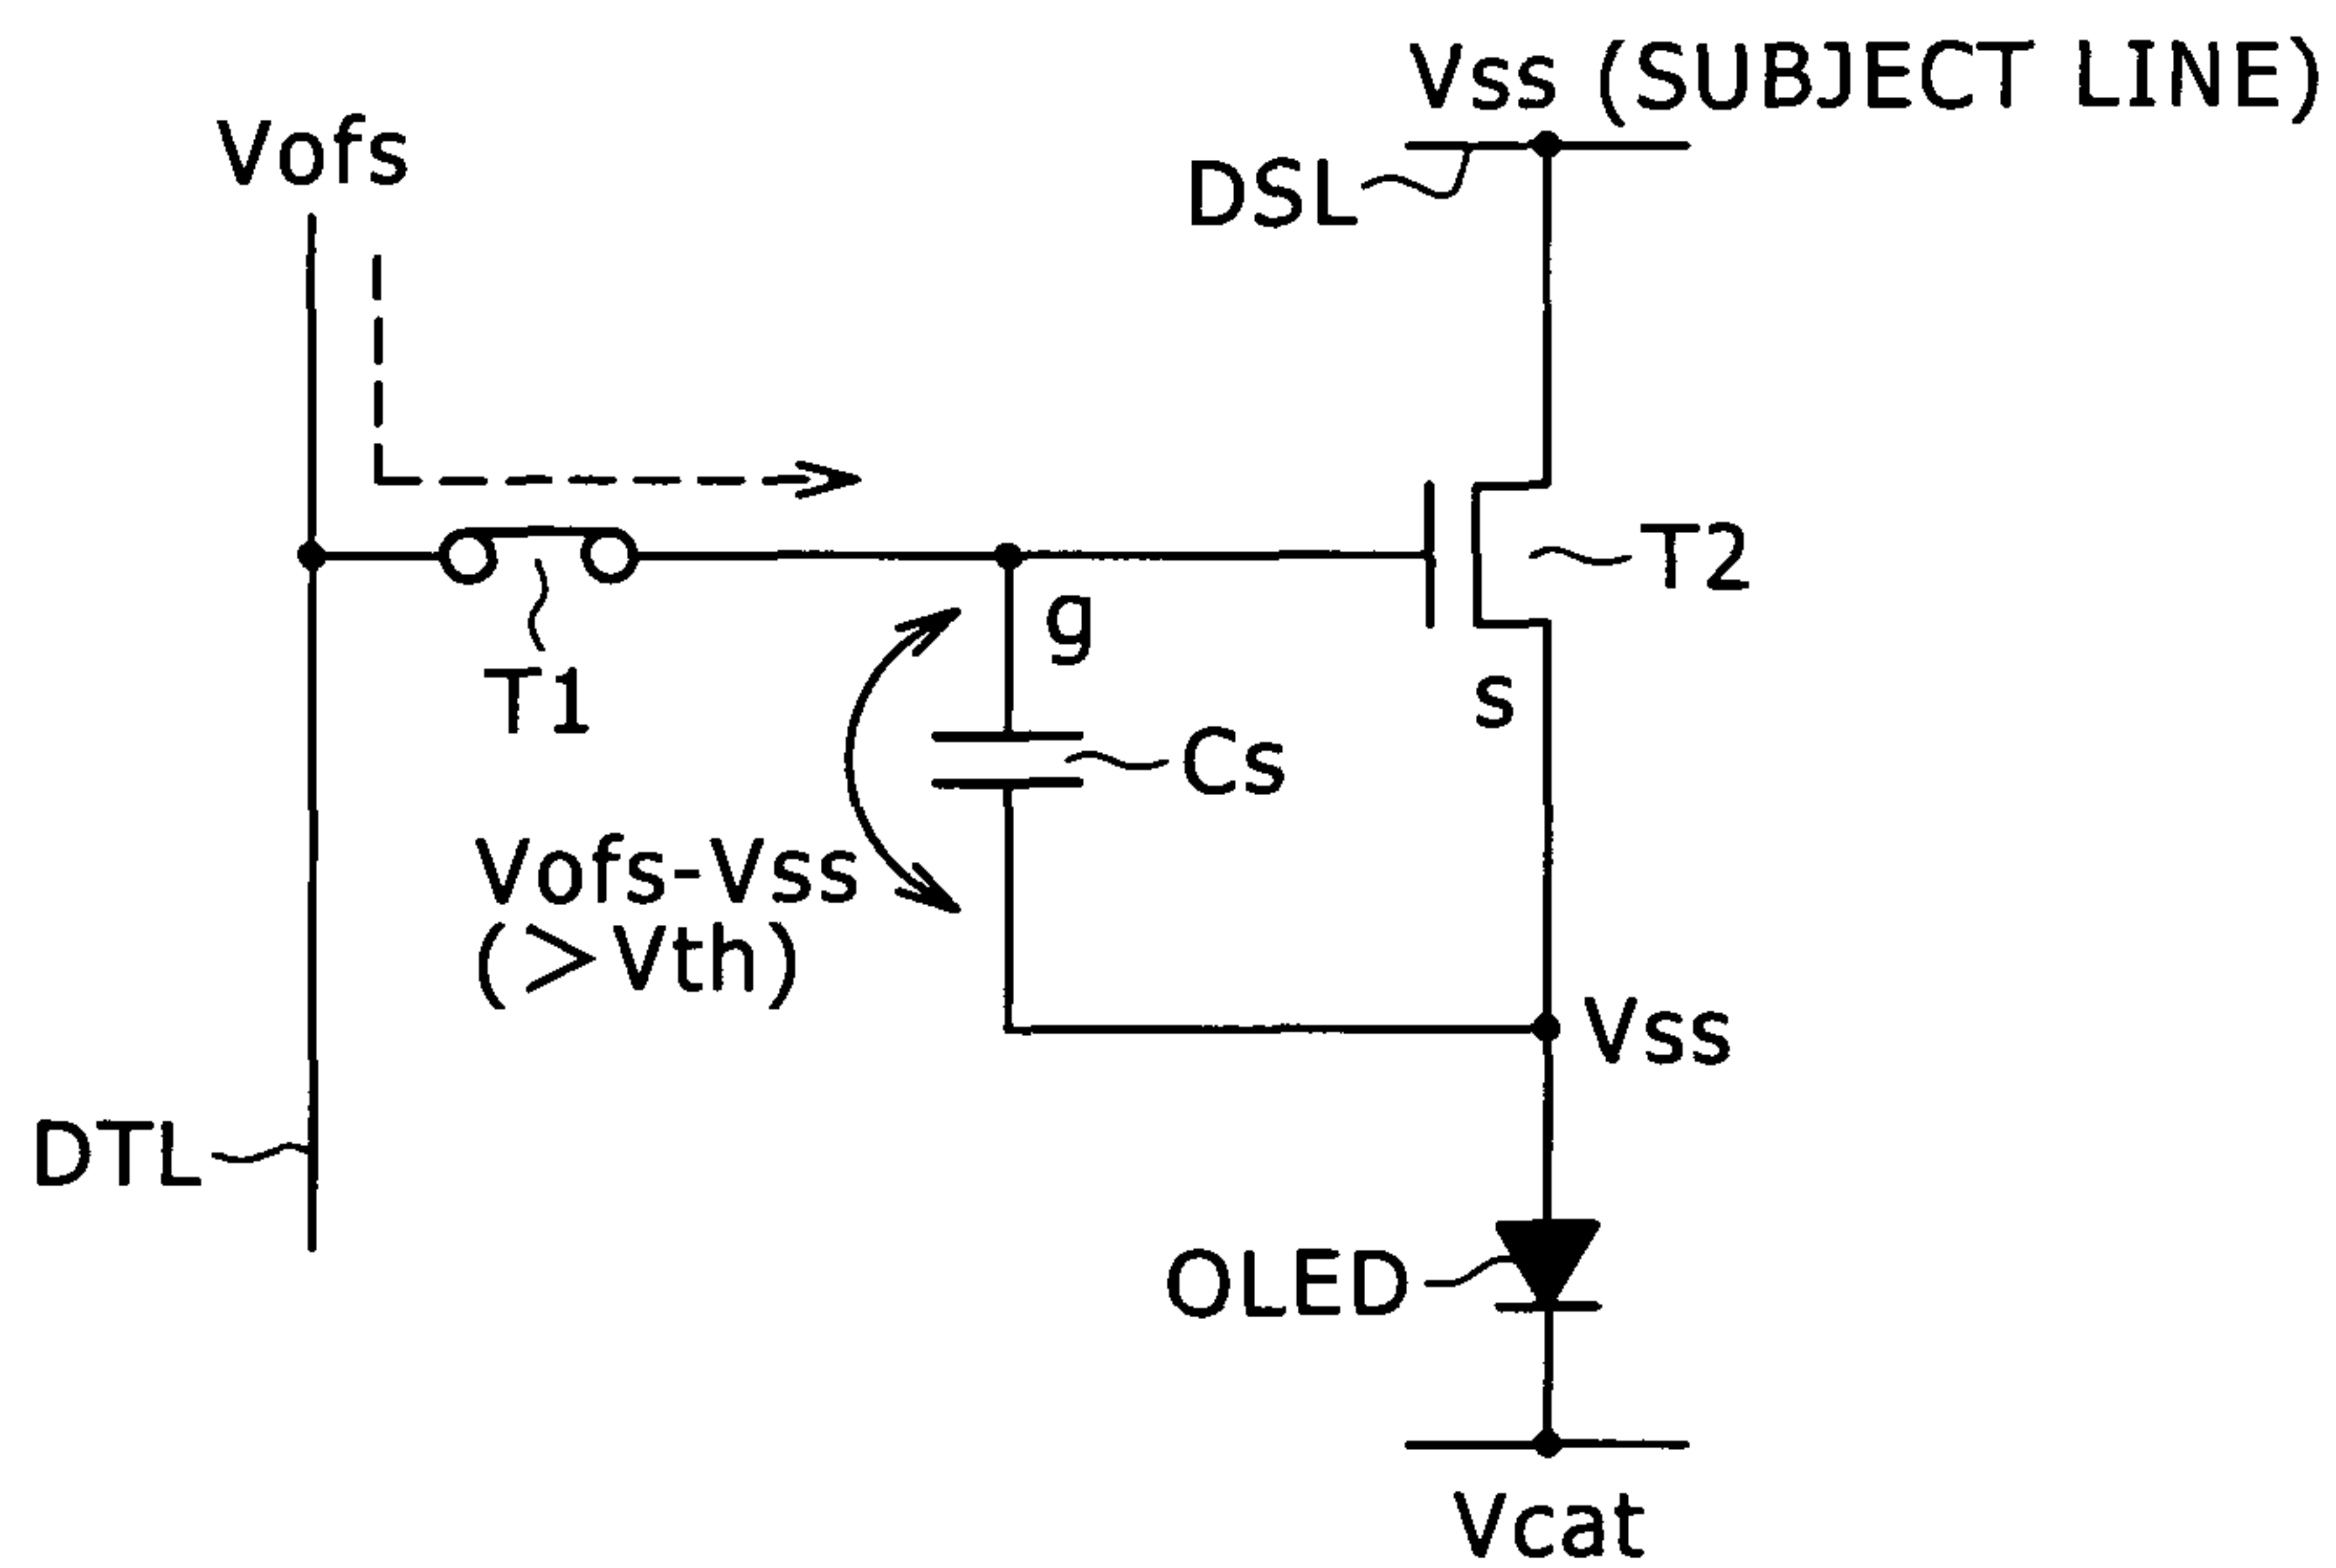 Vss (SUBJECT LINE)
Vofs
DSL
T2
g
T1
s
Cs
Vofs-Vss
(>Vth)
Vss
DTL
OLED
Vcat